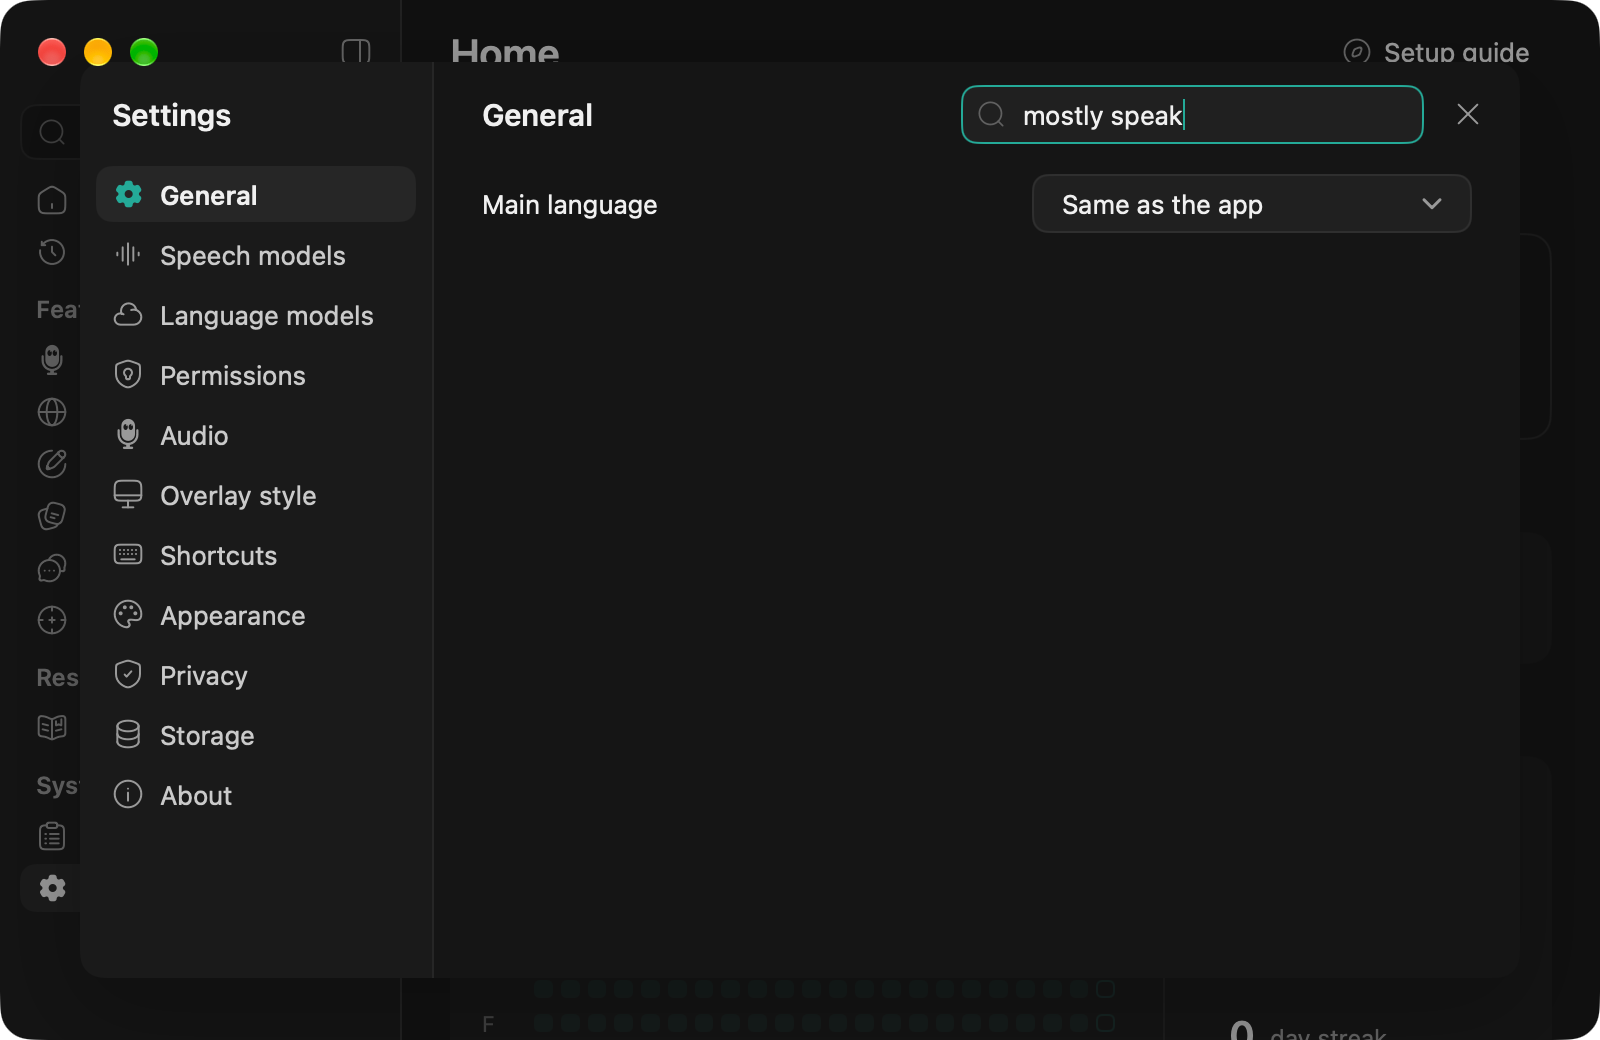 Home
Setup guide
Settings
General
Speech models
Language models
Permissions
Audio
Overlay style
Shortcuts
Appearance
Privacy
Storage
About
General
mostly speak
Main language
Same as the app
F
0 day streak